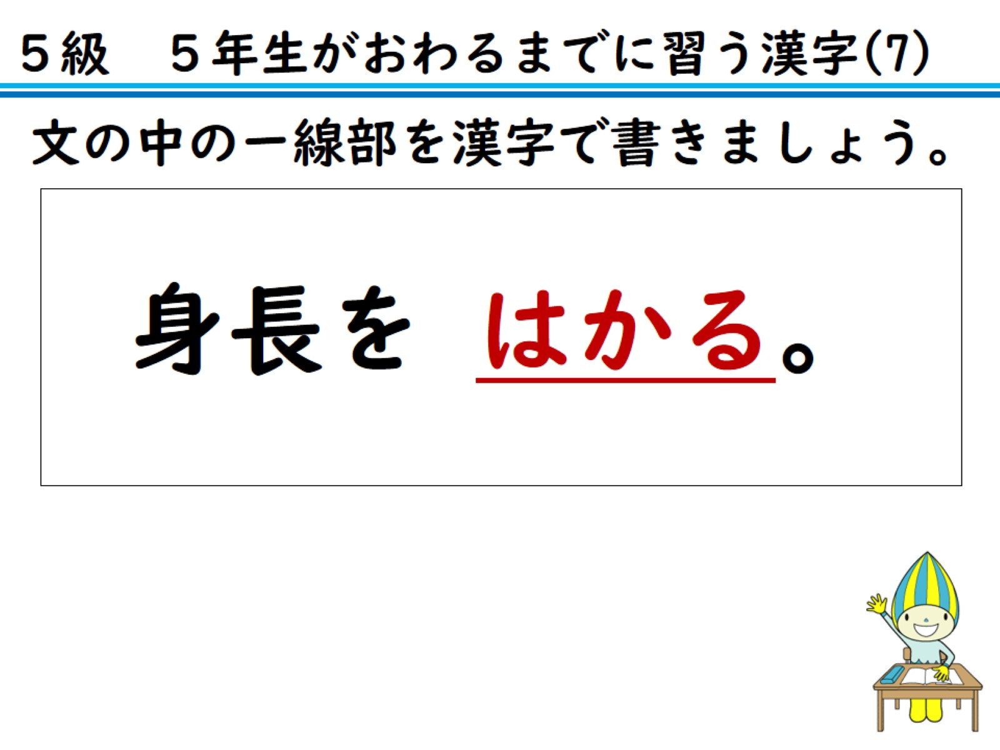 ５級　５年生がおわるまでに習う漢字(7)
文の中の一線部を漢字で書きましょう。
身長を　はかる。